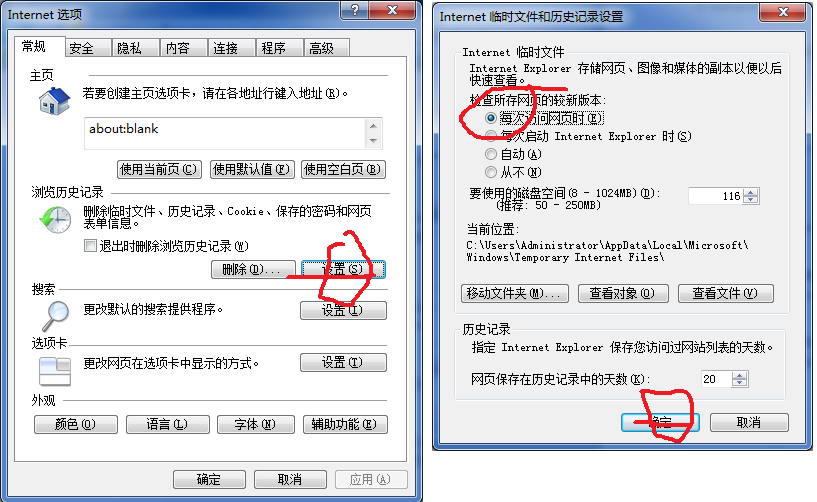 Internet 选项
常规 安全 隐私 内容 连接 程序 高级
主页
若要创建主页选项卡，请在各地址行键入地址(R)。
about:blank
使用当前页(C) 使用默认值(F) 使用空白页(B)
浏览历史记录
删除临时文件、历史记录、Cookie、保存的密码和网页
表单信息。
退出时删除浏览历史记录(W)
删除(D)... 设置(S)
搜索
更改默认的搜索提供程序。 设置(I)
选项卡
更改网页在选项卡中显示的方式。 设置(T)
外观
颜色(O) 语言(L) 字体(N) 辅助功能(E)
确定 取消 应用(A)
Internet 临时文件和历史记录设置
Internet 临时文件
Internet Explorer 存储网页、图像和媒体的副本以便以后
快速查看。
检查所存网页的较新版本:
每次访问网页时(E)
每次启动 Internet Explorer 时(S)
自动(A)
从不(N)
要使用的磁盘空间(8 - 1024MB)(D): 116
(推荐: 50 - 250MB)
当前位置:
C:\Users\Administrator\AppData\Local\Microsoft\
Windows\Temporary Internet Files\
移动文件夹(M)... 查看对象(O) 查看文件(V)
历史记录
指定 Internet Explorer 保存您访问过网站列表的天数。
网页保存在历史记录中的天数(K): 20
确定 取消